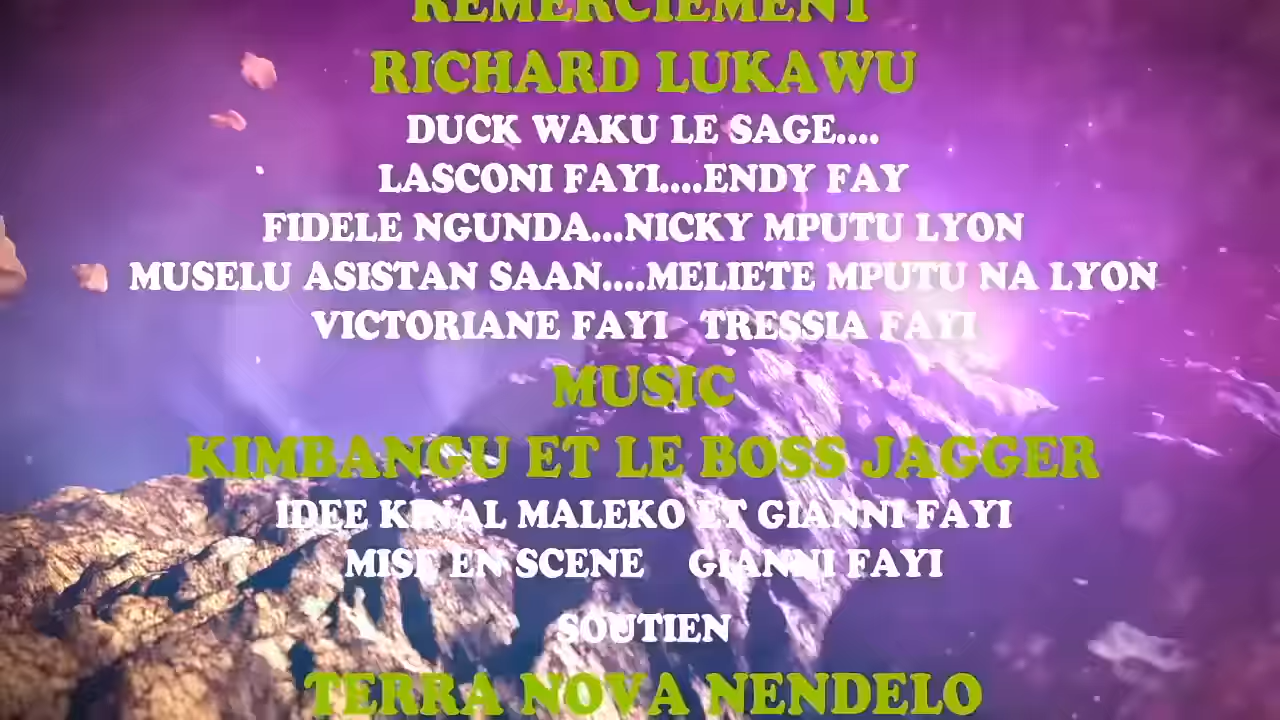 REMERCIEMENT
RICHARD LUKAWU
DUCK WAKU LE SAGE....
LASCONI FAYI....ENDY FAY
FIDELE NGUNDA...NICKY MPUTU LYON
MUSELU ASISTAN SAAN....MELIETE MPUTU NA LYON
VICTORIANE FAYI TRESSIA FAYI
MUSIC
KIMBANGU ET LE BOSS JAGGER
IDEE KINAL MALEKO ET GIANNI FAYI
MISE EN SCENE GIANNI FAYI
SOUTIEN
TERRA NOVA NENDELO